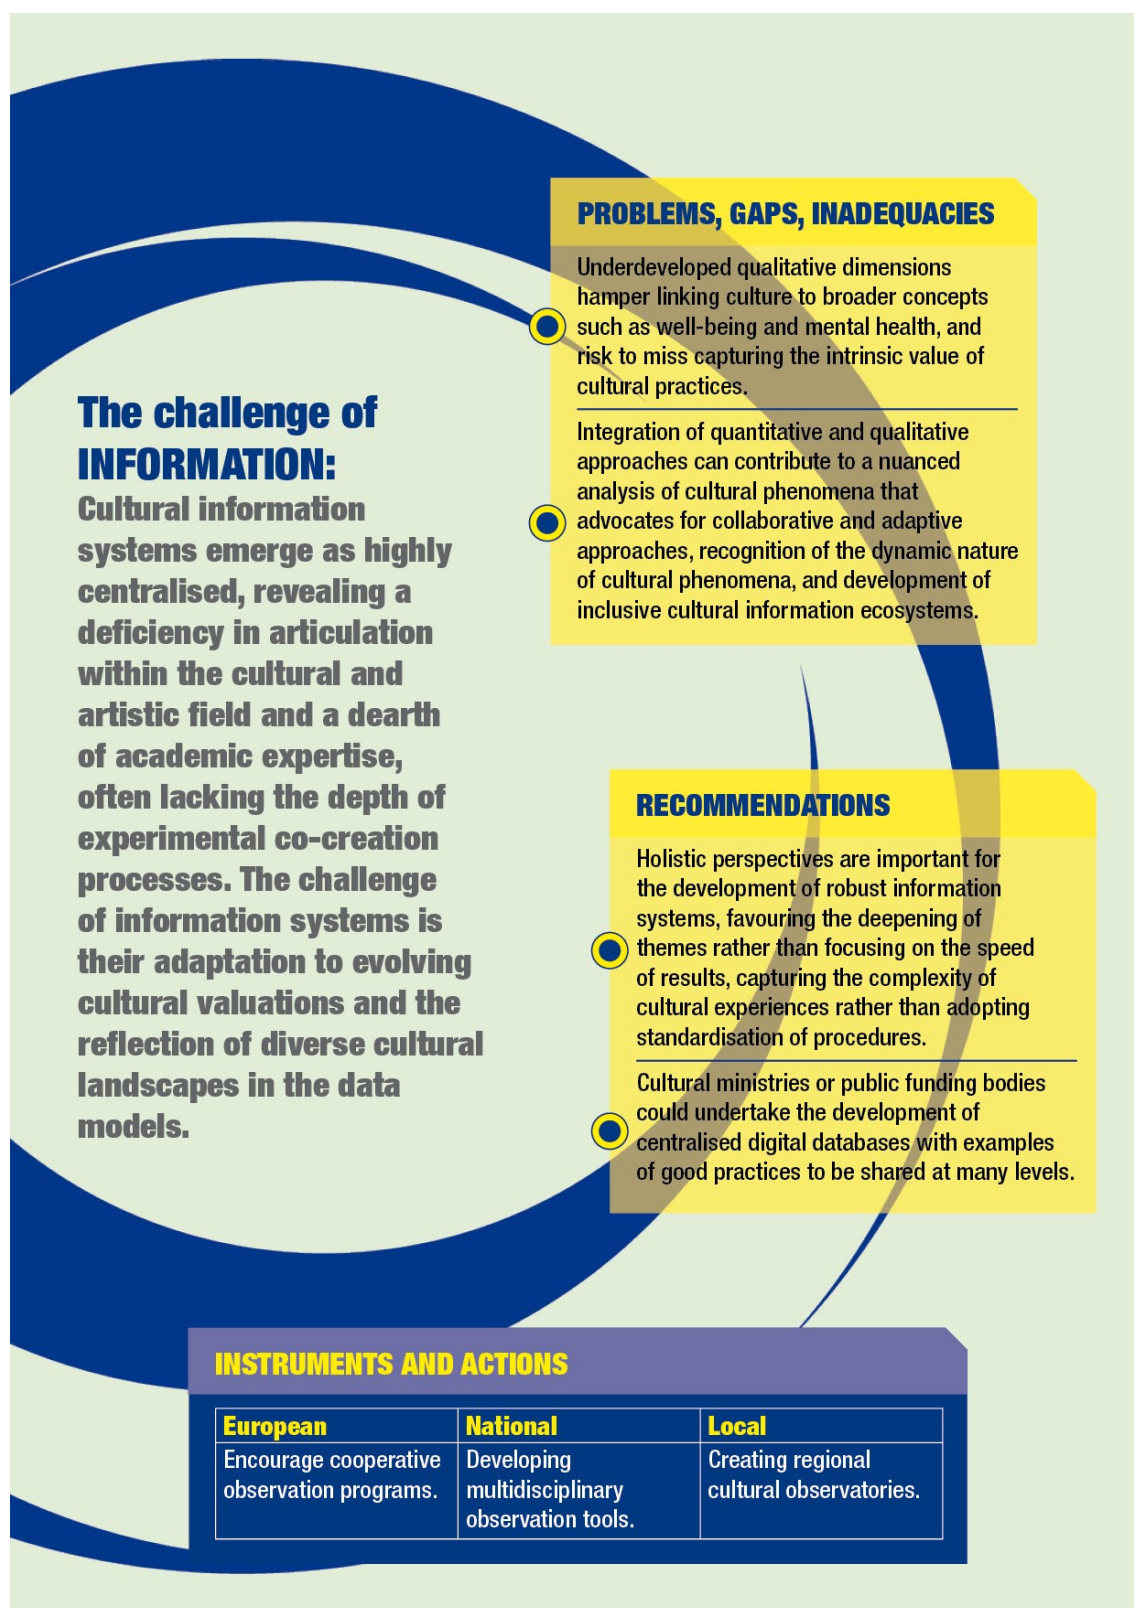 The challenge of
INFORMATION:
Cultural information
systems emerge as highly
centralised, revealing a
deficiency in articulation
within the cultural and
artistic field and a dearth
of academic expertise,
often lacking the depth of
experimental co-creation
processes. The challenge
of information systems is
their adaptation to evolving
cultural valuations and the
reflection of diverse cultural
landscapes in the data
models.
PROBLEMS, GAPS, INADEQUACIES
Underdeveloped qualitative dimensions
hamper linking culture to broader concepts
such as well-being and mental health, and
risk to miss capturing the intrinsic value of
cultural practices.
Integration of quantitative and qualitative
approaches can contribute to a nuanced
analysis of cultural phenomena that
advocates for collaborative and adaptive
approaches, recognition of the dynamic nature
of cultural phenomena, and development of
inclusive cultural information ecosystems.
RECOMMENDATIONS
Holistic perspectives are important for
the development of robust information
systems, favouring the deepening of
themes rather than focusing on the speed
of results, capturing the complexity of
cultural experiences rather than adopting
standardisation of procedures.
Cultural ministries or public funding bodies
could undertake the development of
centralised digital databases with examples
of good practices to be shared at many levels.
INSTRUMENTS AND ACTIONS
European
Encourage cooperative
observation programs.
National
Developing
multidisciplinary
observation tools.
Local
Creating regional
cultural observatories.